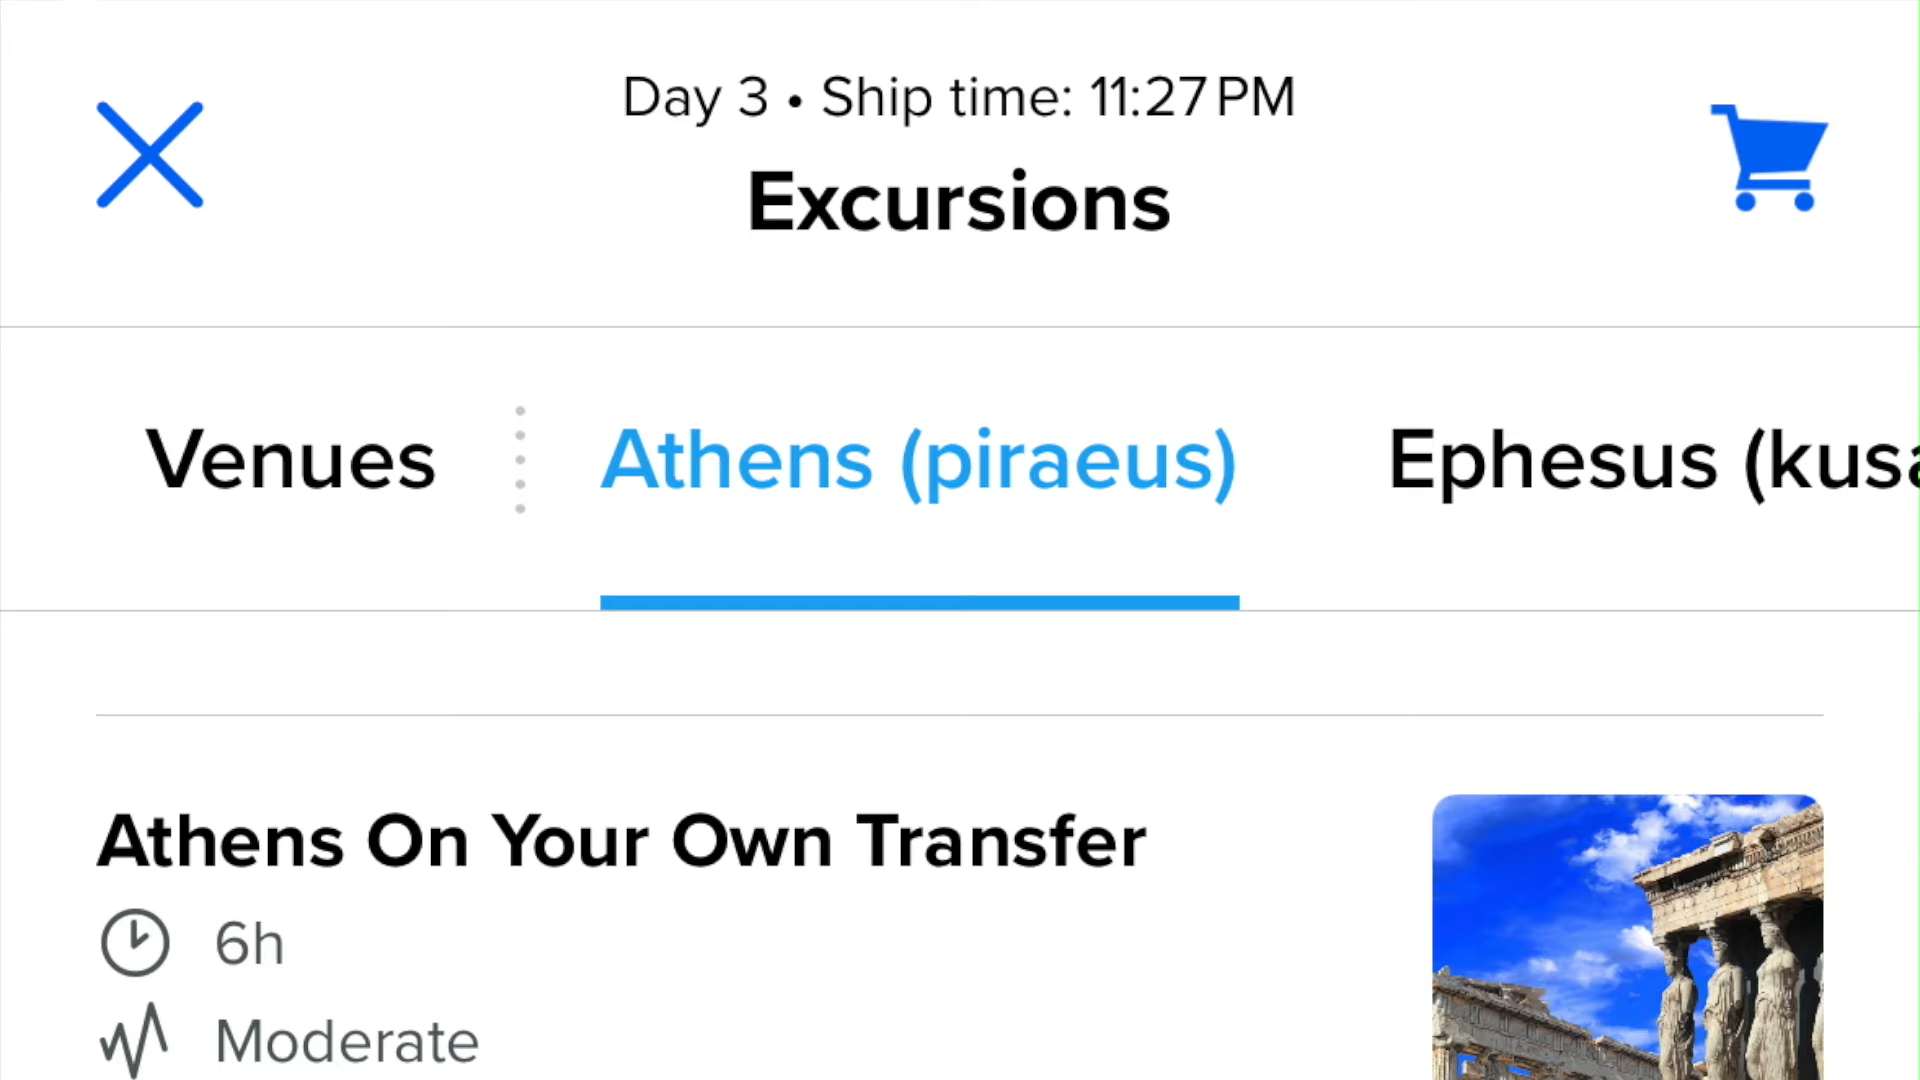 Day 3 • Ship time: 11:27 PM
Excursions
Venues
Athens (piraeus)
Ephesus (kusa
Athens On Your Own Transfer
6h
Moderate